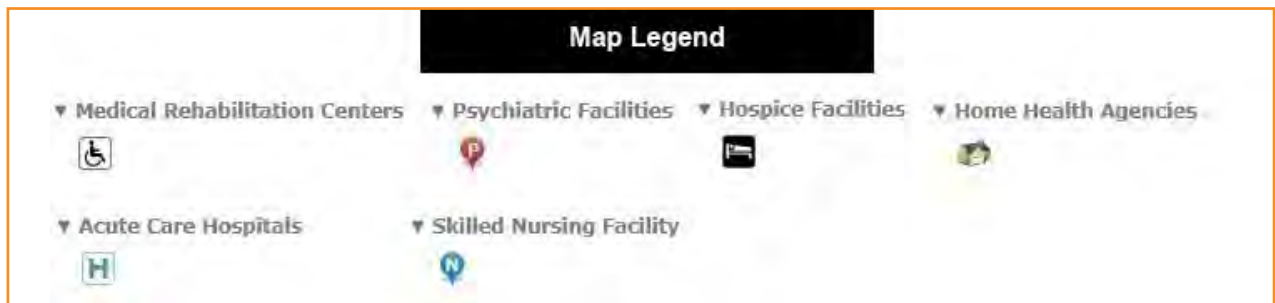 Map Legend
▼ Medical Rehabilitation Centers ▼ Psychiatric Facilities ▼ Hospice Facilities ▼ Home Health Agencies
P
▼ Acute Care Hospitals ▼ Skilled Nursing Facility
H N